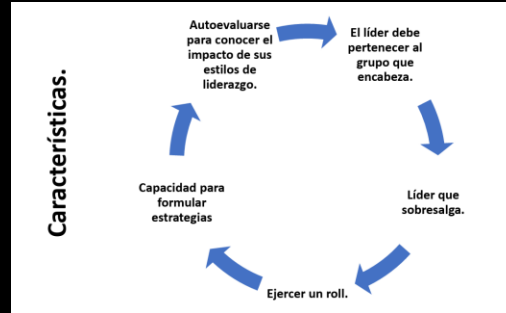 Características.
Autoevaluarse
para conocer el
impacto de sus
estilos de
liderazgo.
El líder debe
pertenecer al
grupo que
encabeza.
Líder que
sobresalga.
Ejercer un roll.
Capacidad para
formular
estrategias